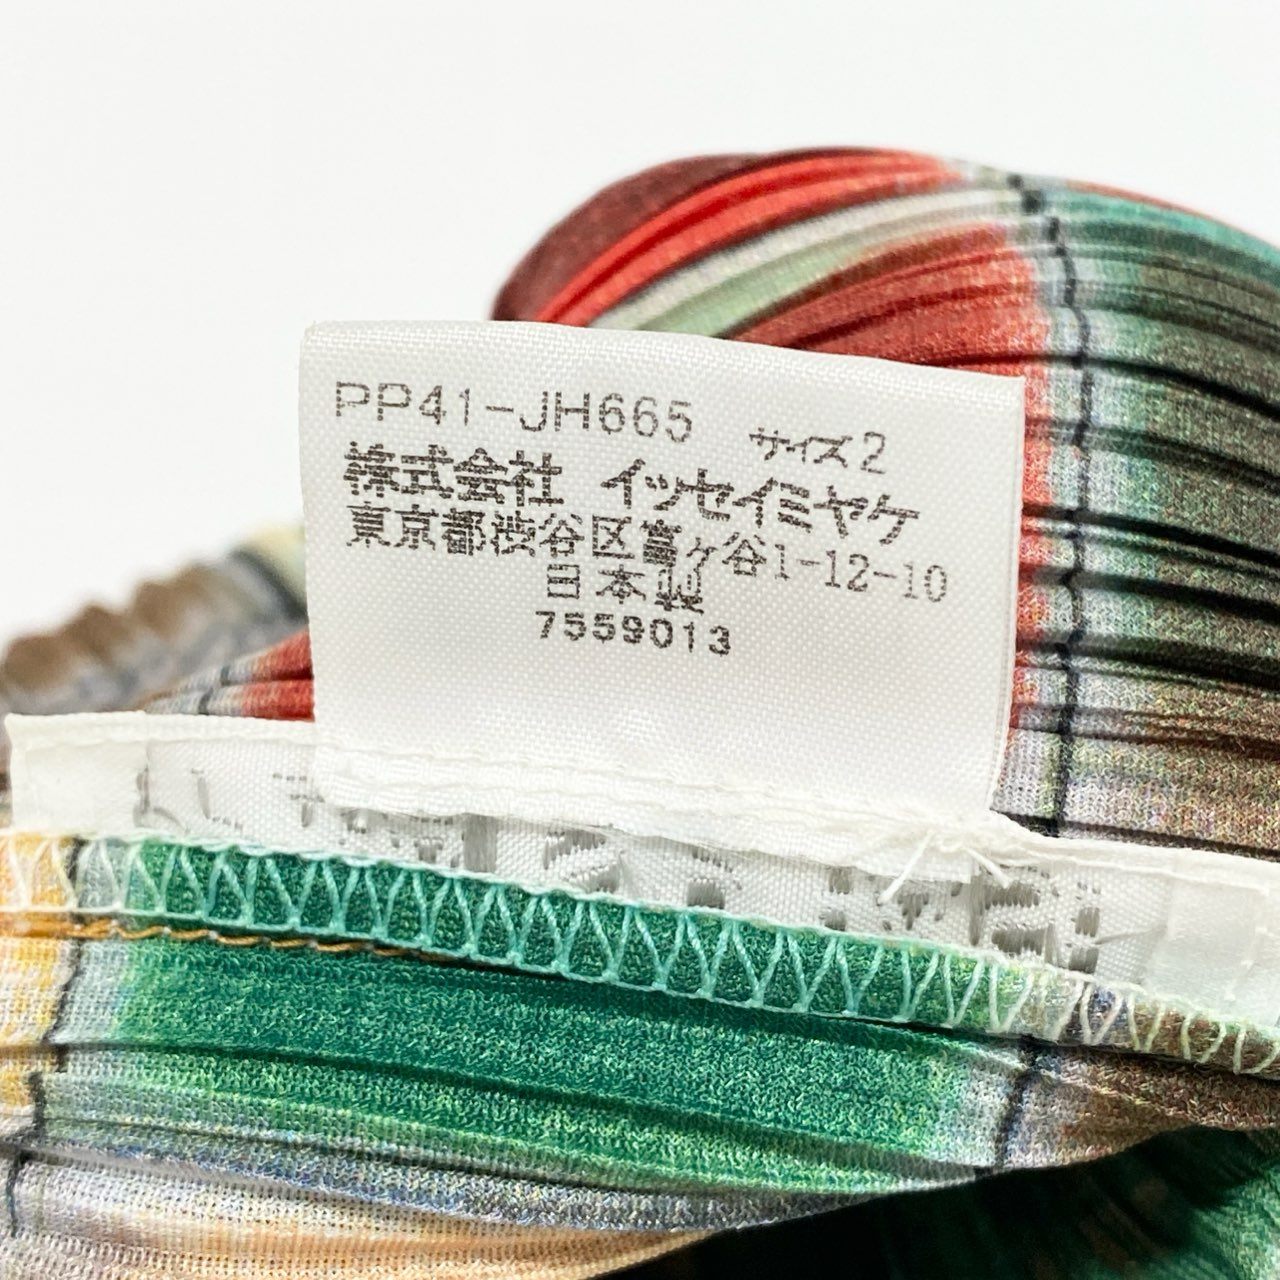 PP41-JH665 サイズ2
株式会社 イッセイミヤケ
東京都渋谷区富ヶ谷1-12-10
日本製
7559013